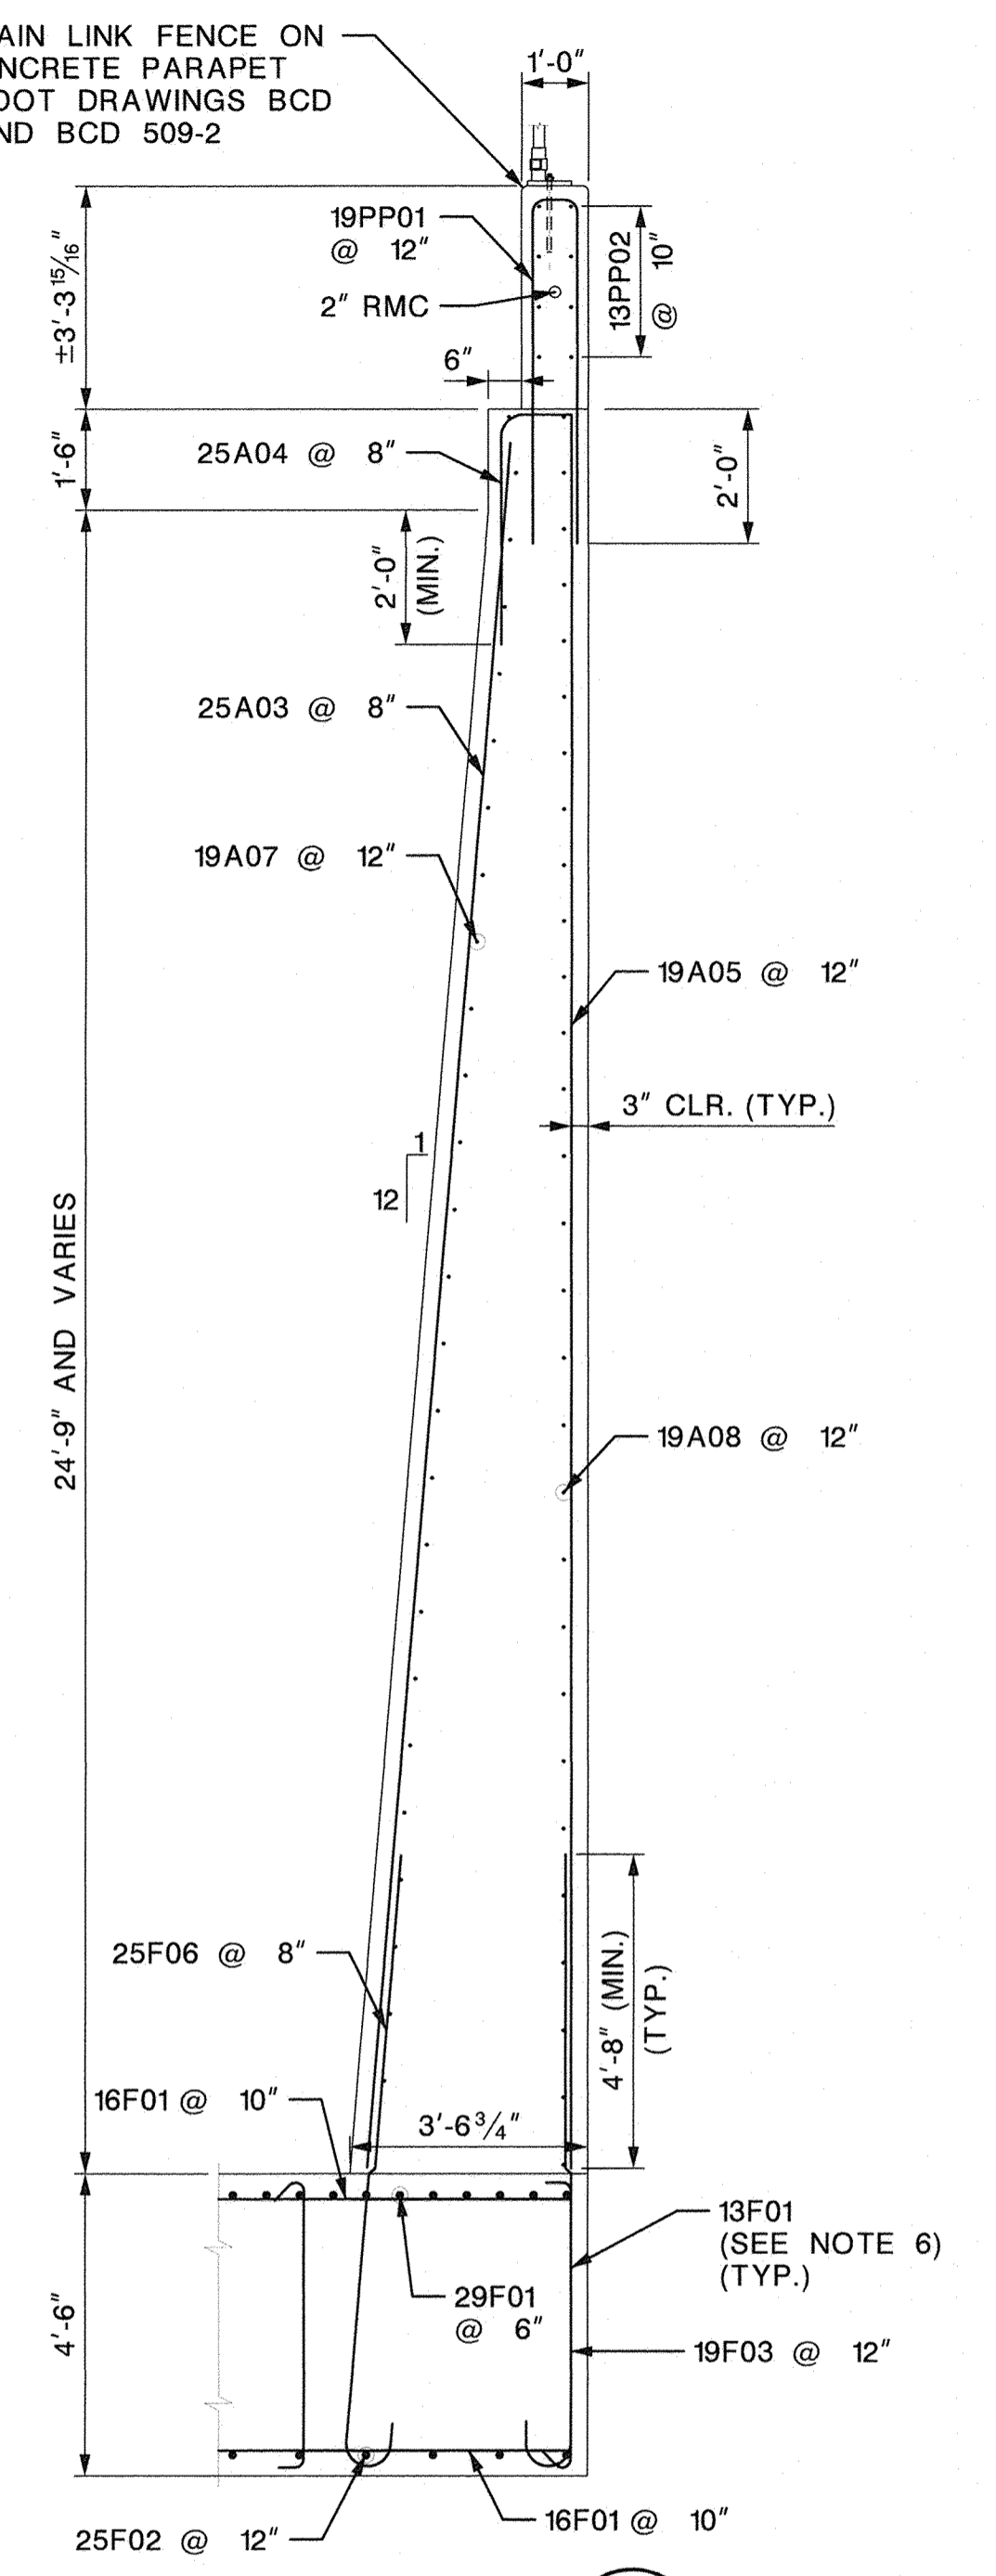 AIN LINK FENCE ON
NCRETE PARAPET
OOT DRAWINGS BCD
ND BCD 509-2
1'-0"
19PP01
@ 12"
2" RMC
13PP02
@ 10"
±3'-3 15/16"
6"
1'-6"
25A04 @ 8"
2'-0"
2'-0"
(MIN.)
25A03 @ 8"
19A07 @ 12"
19A05 @ 12"
3" CLR. (TYP.)
1
12
24'-9" AND VARIES
19A08 @ 12"
25F06 @ 8"
4'-8" (MIN.)
(TYP.)
16F01 @ 10"
3'-6 3/4"
13F01
(SEE NOTE 6)
(TYP.)
29F01
@ 6"
4'-6"
19F03 @ 12"
16F01 @ 10"
25F02 @ 12"